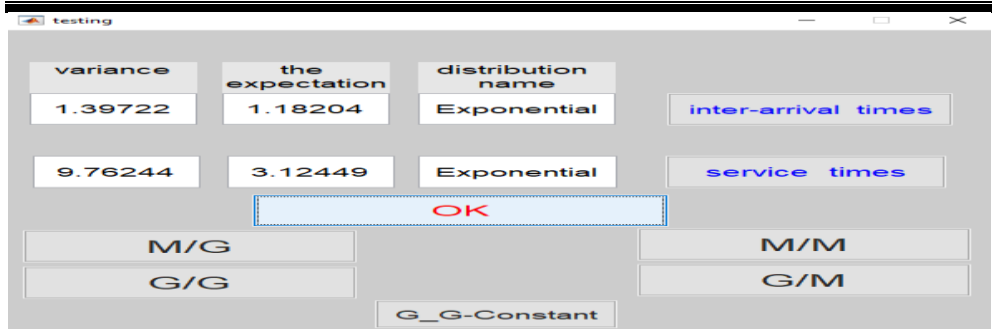 testing
variance
the
expectation
distribution
name
1.39722
1.18204
Exponential
inter-arrival times
9.76244
3.12449
Exponential
service times
OK
M/G
M/M
G/G
G/M
G_G-Constant